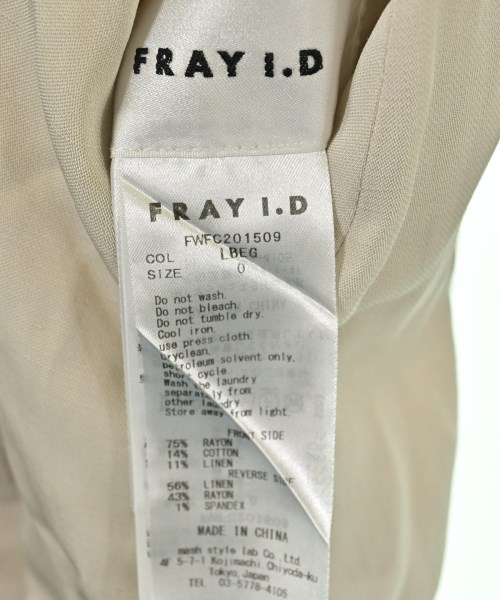 FRAY I.D
FRAY I.D
FWFC201509
COL LBEG
SIZE 0
Do not wash.
Do not bleach.
Do not tumble dry.
Cool iron.
use press cloth.
Dryclean.
Petroleum solvent only,
short cycle.
Wash the laundry
separately from
other laundry
Store away from light.
FRONT SIDE
75% RAYON
14% COTTON
11% LINEN
REVERSE SIDE
56% LINEN
43% RAYON
1% SPANDEX
MADE IN CHINA
mash style lab Co.,Ltd
4F 5-7-1 Kojimachi Chiyoda-ku
Tokyo,Japan
TEL 03-5778-4105